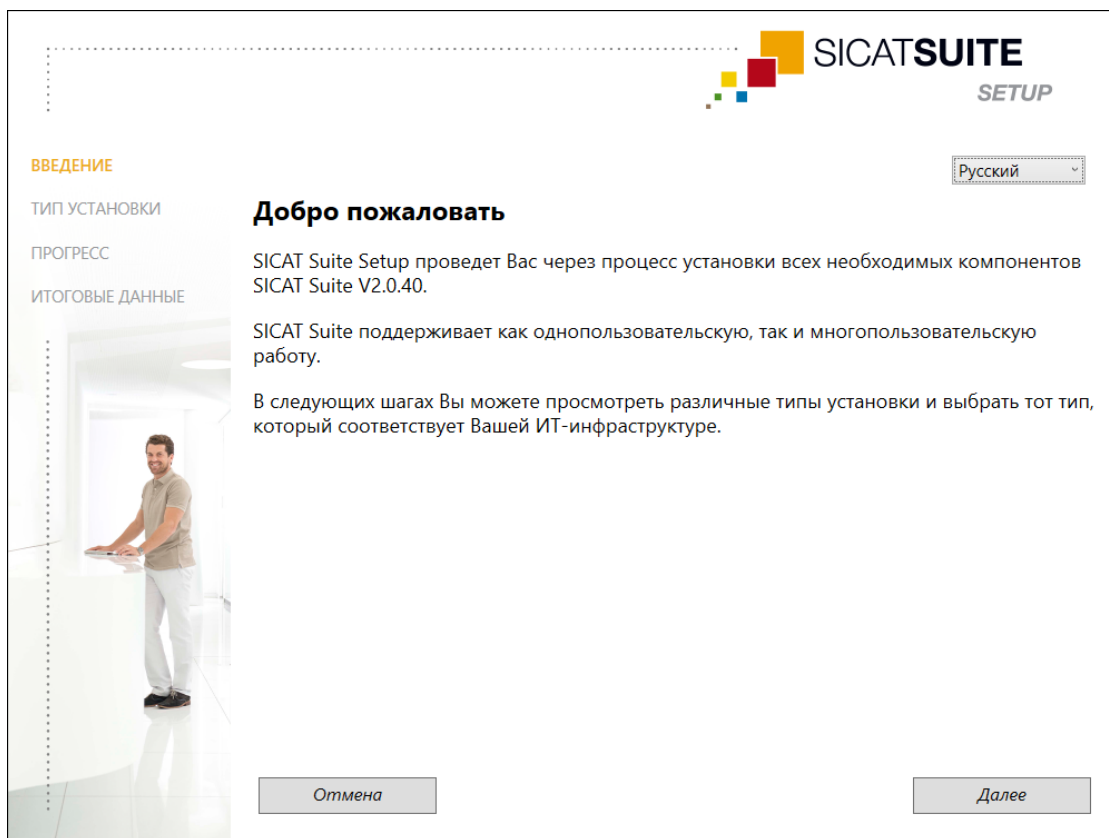 SICATSUITE
SETUP
ВВЕДЕНИЕ
ТИП УСТАНОВКИ
ПРОГРЕСС
ИТОГОВЫЕ ДАННЫЕ
Русский
Добро пожаловать
SICAT Suite Setup проведет Вас через процесс установки всех необходимых компонентов
SICAT Suite V2.0.40.
SICAT Suite поддерживает как однопользовательскую, так и многопользовательскую
работу.
В следующих шагах Вы можете просмотреть различные типы установки и выбрать тот тип,
который соответствует Вашей ИТ-инфраструктуре.
Отмена
Далее